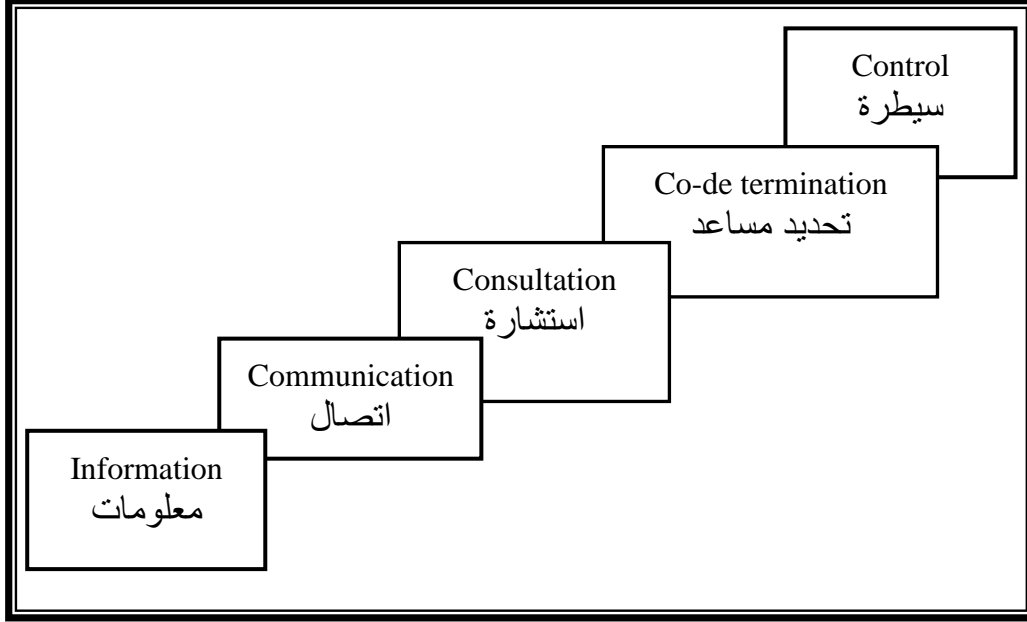 Control
سيطرة
Co-de termination
تحديد مساعد
Consultation
استشارة
Communication
اتصال
Information
معلومات